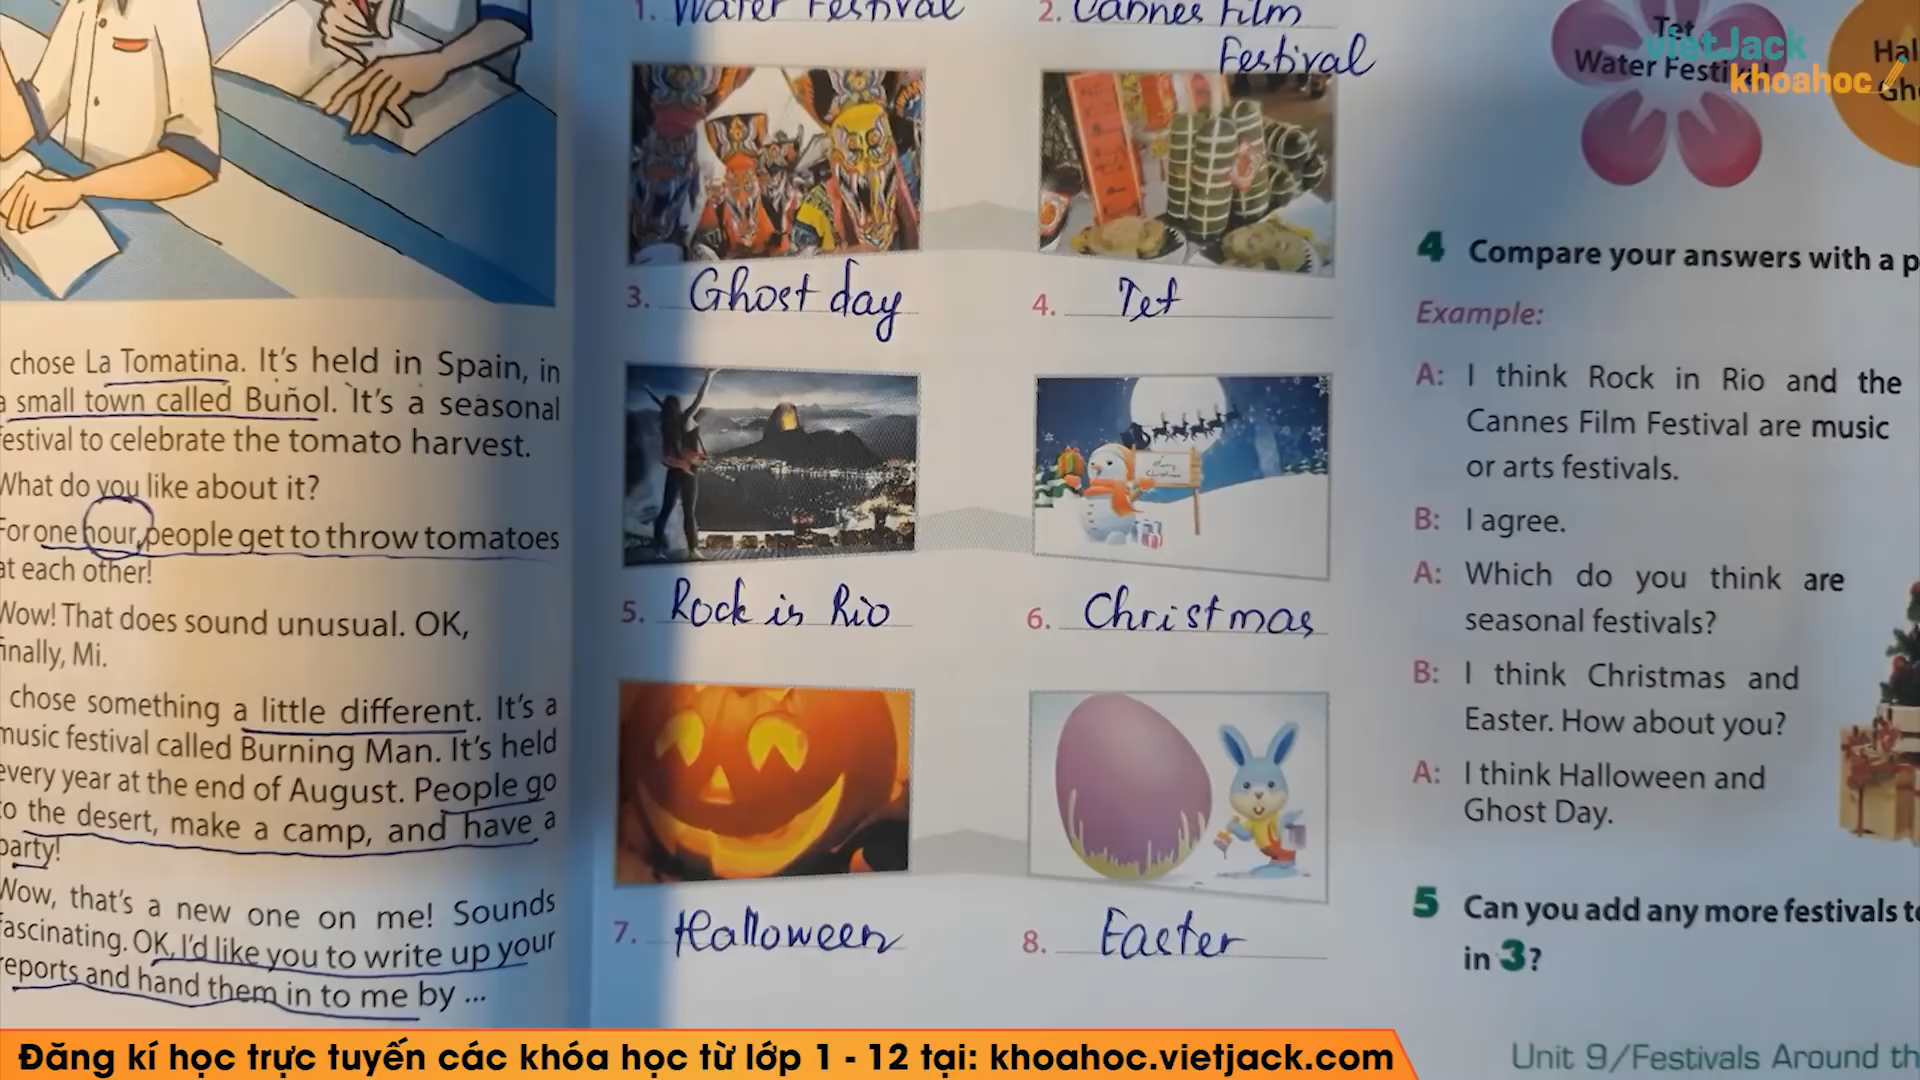 chose La Tomatina. It's held in Spain, in
a small town called Buñol. It's a seasonal
festival to celebrate the tomato harvest.
What do you like about it?
For one hour, people get to throw tomatoes
at each other!
Wow! That does sound unusual. OK,
finally, Mi.
chose something a little different. It's a
music festival called Burning Man. It's held
every year at the end of August. People go
to the desert, make a camp, and have a
party!
Wow, that's a new one on me! Sounds
fascinating. OK, I'd like you to write up your
reports and hand them in to me by ...
1. Water Festival
2. Cannes Film
Festival
3. Ghost day
4. Tet
5. Rock in Rio
6. Christmas
7. Halloween
8. Easter
Tet
Water Festival
vietJack
khoahoc
4 Compare your answers with a p
Example:
A: I think Rock in Rio and the
Cannes Film Festival are music
or arts festivals.
B: I agree.
A: Which do you think are
seasonal festivals?
B: I think Christmas and
Easter. How about you?
A: I think Halloween and
Ghost Day.
5 Can you add any more festivals to
in 3?
Unit 9/Festivals Around th
Đăng kí học trực tuyến các khóa học từ lớp 1 - 12 tại: khoahoc.vietjack.com